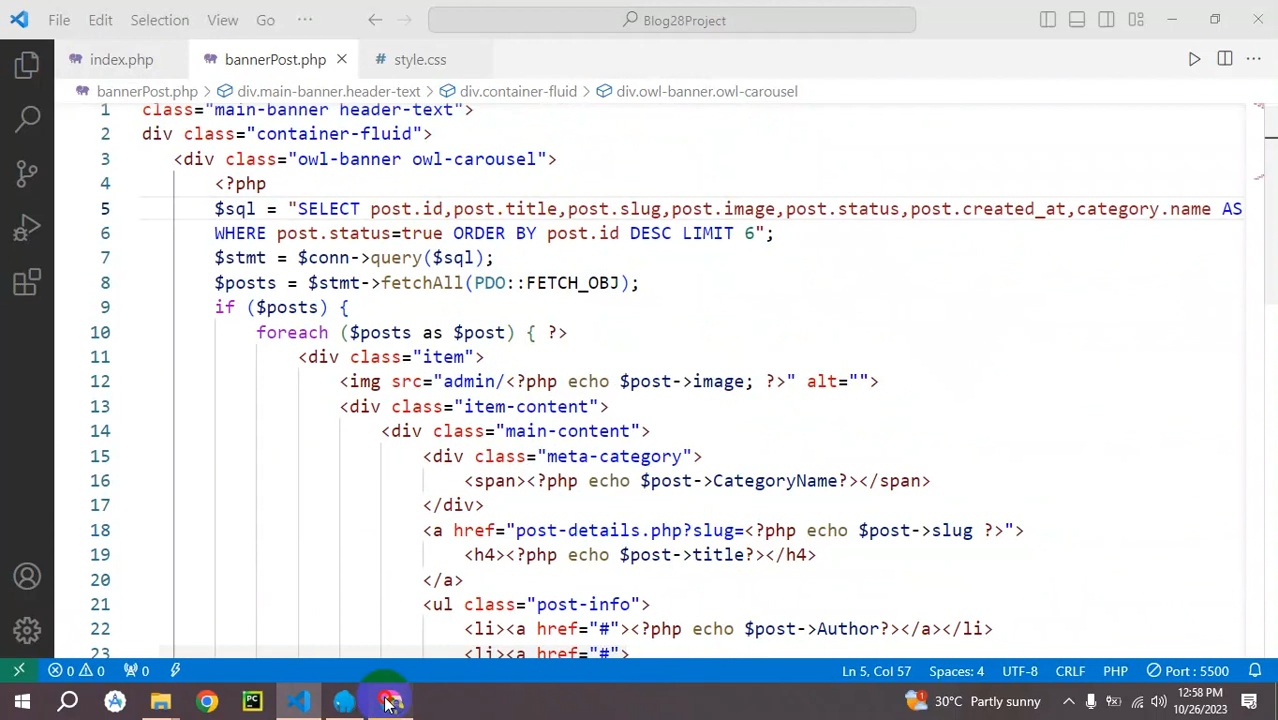 File Edit Selection View Go ··· Blog28Project
index.php bannerPost.php style.css
bannerPost.php > div.main-banner.header-text > div.container-fluid > div.owl-banner.owl-carousel
1 class="main-banner header-text">
2 div class="container-fluid">
3 <div class="owl-banner owl-carousel">
4 <?php
5 $sql = "SELECT post.id,post.title,post.slug,post.image,post.status,post.created_at,category.name AS
6 WHERE post.status=true ORDER BY post.id DESC LIMIT 6";
7 $stmt = $conn->query($sql);
8 $posts = $stmt->fetchAll(PDO::FETCH_OBJ);
9 if ($posts) {
10 foreach ($posts as $post) { ?>
11 <div class="item">
12 <img src="admin/<?php echo $post->image; ?>" alt="">
13 <div class="item-content">
14 <div class="main-content">
15 <div class="meta-category">
16 <span><?php echo $post->CategoryName?></span>
17 </div>
18 <a href="post-details.php?slug=<?php echo $post->slug ?>">
19 <h4><?php echo $post->title?></h4>
20 </a>
21 <ul class="post-info">
22 <li><a href="#"><?php echo $post->Author?></a></li>
23 <li><a href="#">
0 0 0 Ln 5, Col 57 Spaces: 4 UTF-8 CRLF PHP Port : 5500
PC 30°C Partly sunny 12:58 PM
10/26/2023